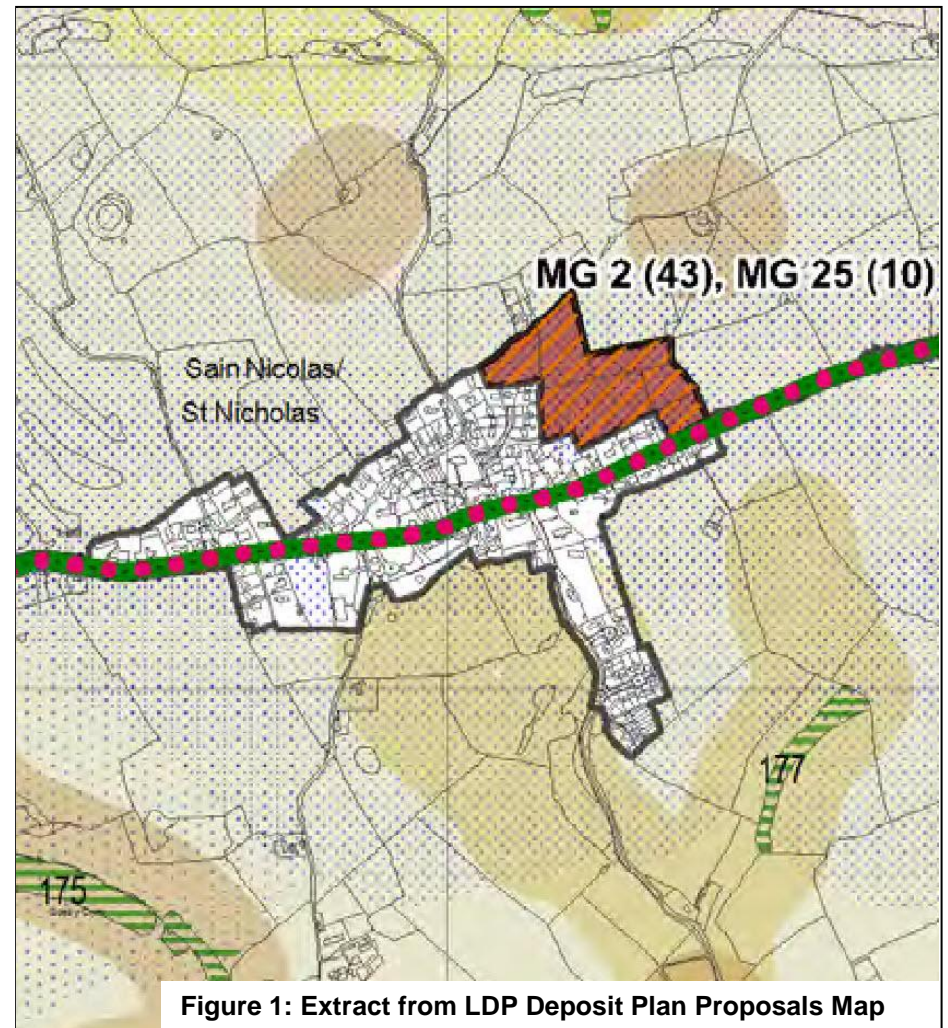 MG 2 (43), MG 25 (10)
Sain Nicolas/
St Nicholas
177
175
Figure 1: Extract from LDP Deposit Plan Proposals Map